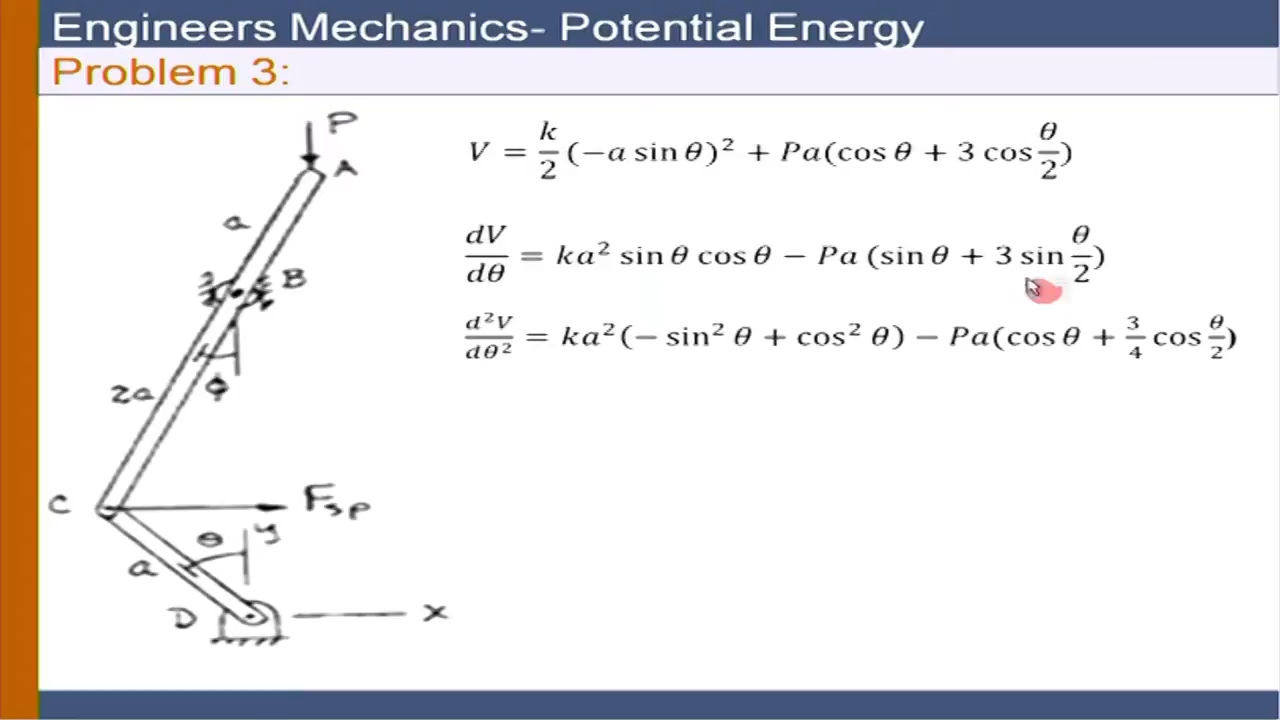 Engineers Mechanics- Potential Energy
Problem 3:
P
A
a
B
2a
Φ
C
F_sp
θ
y
a
D
x
V = k/2 (−a sin θ)² + Pa(cos θ + 3 cos θ/2)
dV/dθ = ka² sin θ cos θ − Pa (sin θ + 3 sin θ/2)
d²V/dθ² = ka²(− sin² θ + cos² θ) − Pa(cos θ + 3/4 cos θ/2)